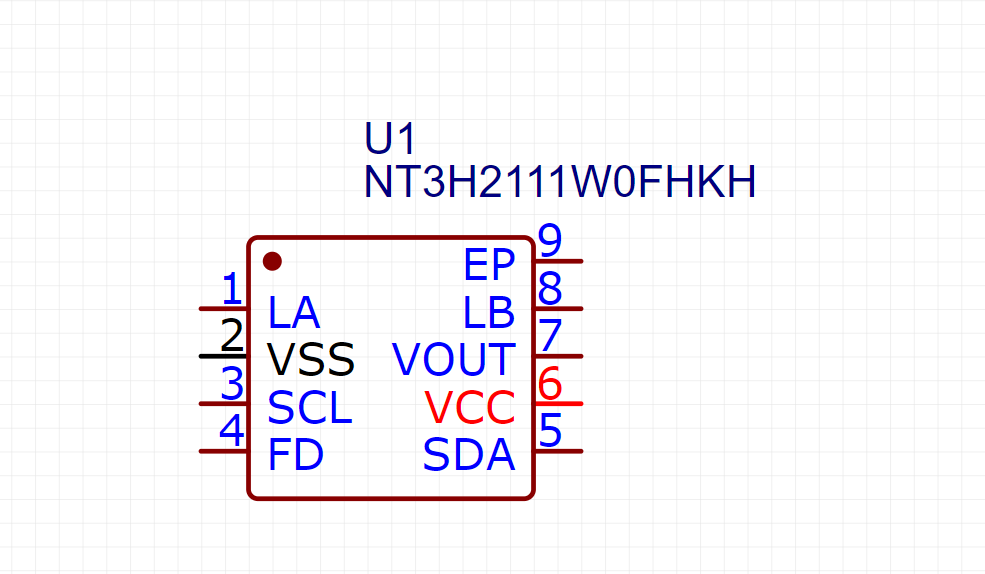 U1
NT3H2111W0FHKH
9
EP
1
8
LA
LB
2
7
VSS
VOUT
3
6
SCL
VCC
4
5
FD
SDA